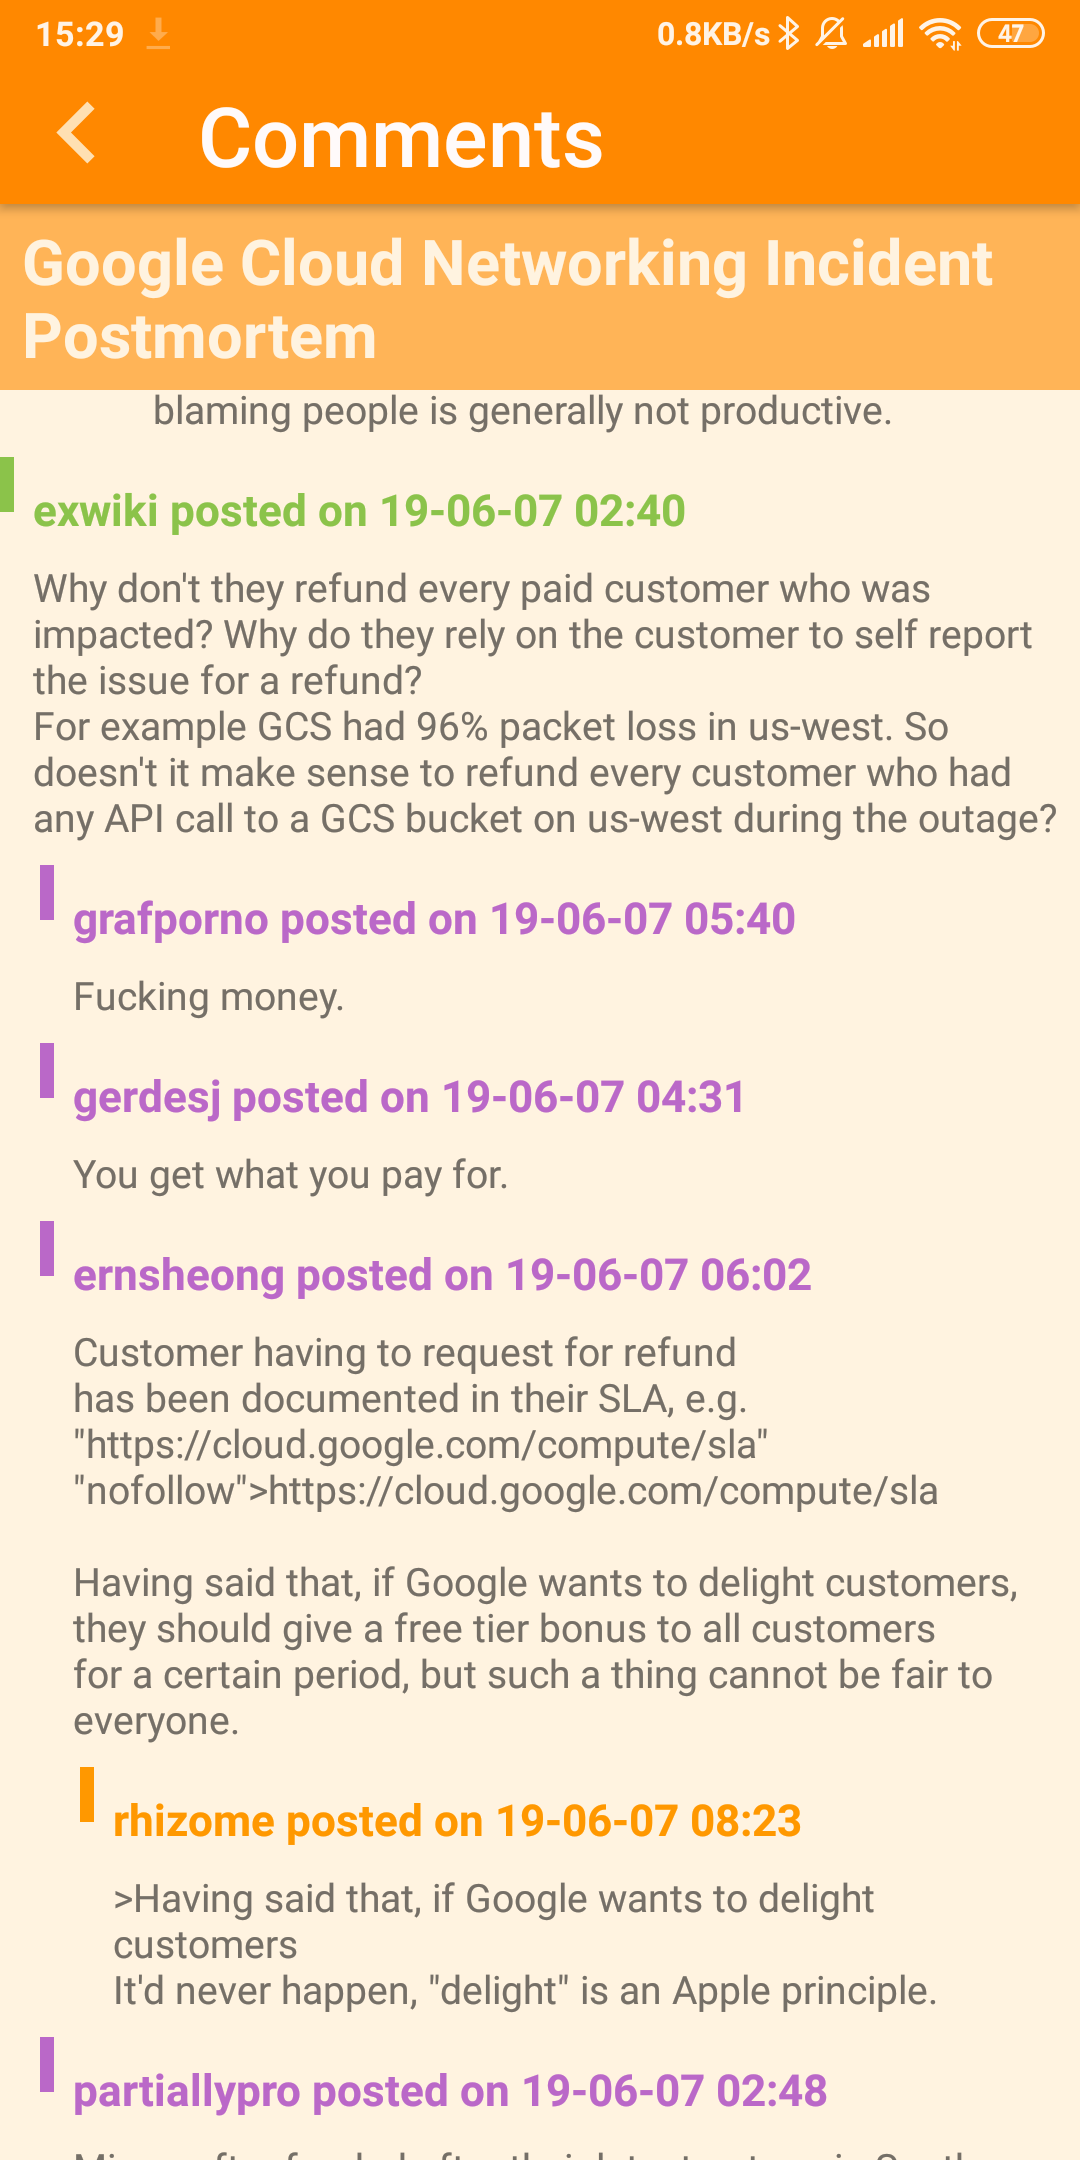 15:29
0.8KB/s
47
Comments
Google Cloud Networking Incident
Postmortem
blaming people is generally not productive.
exwiki posted on 19-06-07 02:40
Why don't they refund every paid customer who was
impacted? Why do they rely on the customer to self report
the issue for a refund?
For example GCS had 96% packet loss in us-west. So
doesn't it make sense to refund every customer who had
any API call to a GCS bucket on us-west during the outage?
grafporno posted on 19-06-07 05:40
Fucking money.
gerdesj posted on 19-06-07 04:31
You get what you pay for.
ernsheong posted on 19-06-07 06:02
Customer having to request for refund
has been documented in their SLA, e.g.
"https://cloud.google.com/compute/sla"
"nofollow">https://cloud.google.com/compute/sla
Having said that, if Google wants to delight customers,
they should give a free tier bonus to all customers
for a certain period, but such a thing cannot be fair to
everyone.
rhizome posted on 19-06-07 08:23
>Having said that, if Google wants to delight
customers
It'd never happen, "delight" is an Apple principle.
partiallypro posted on 19-06-07 02:48